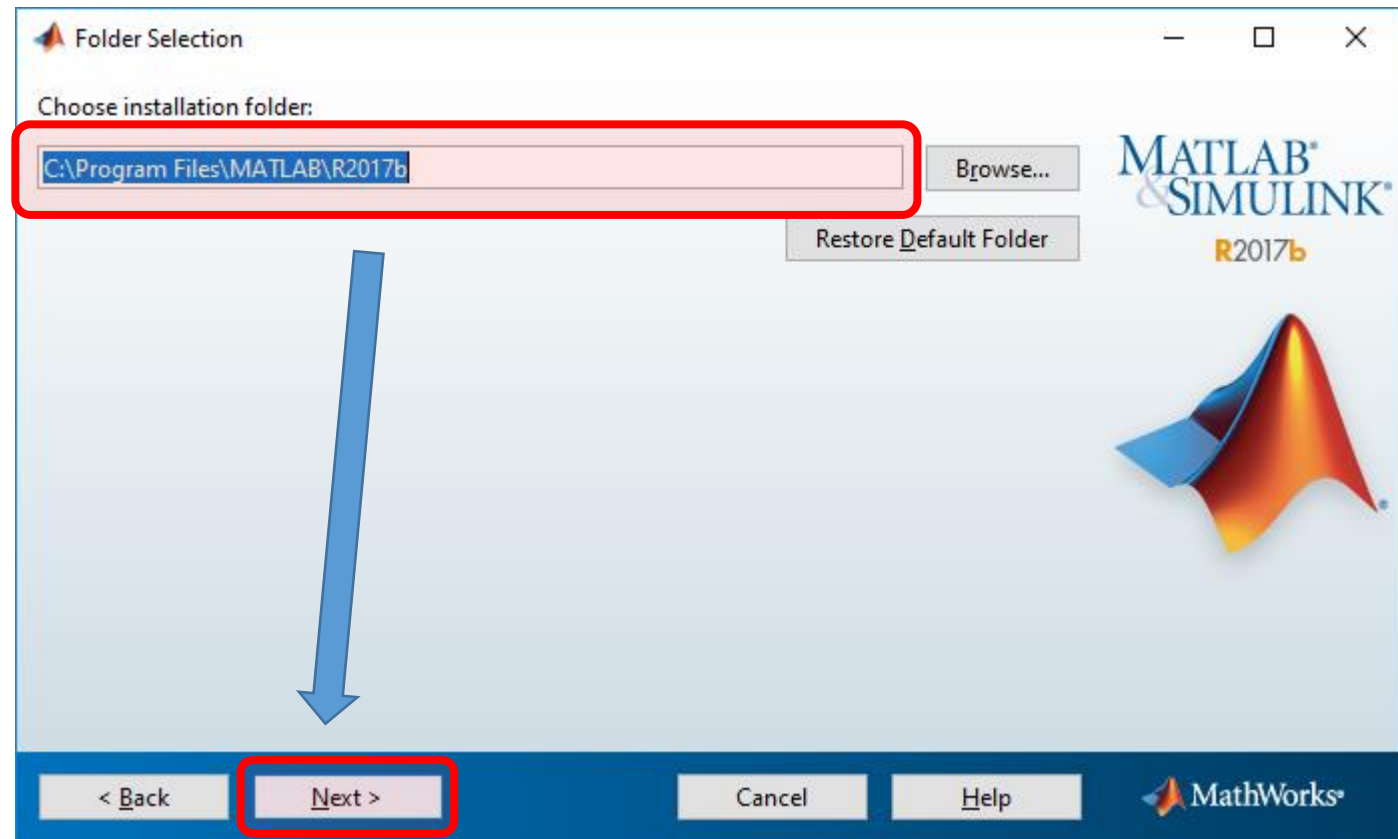 Folder Selection
Choose installation folder:
C:\Program Files\MATLAB\R2017b
Browse...
Restore Default Folder
MATLAB®
&SIMULINK®
R2017b
< Back
Next >
Cancel
Help
MathWorks®